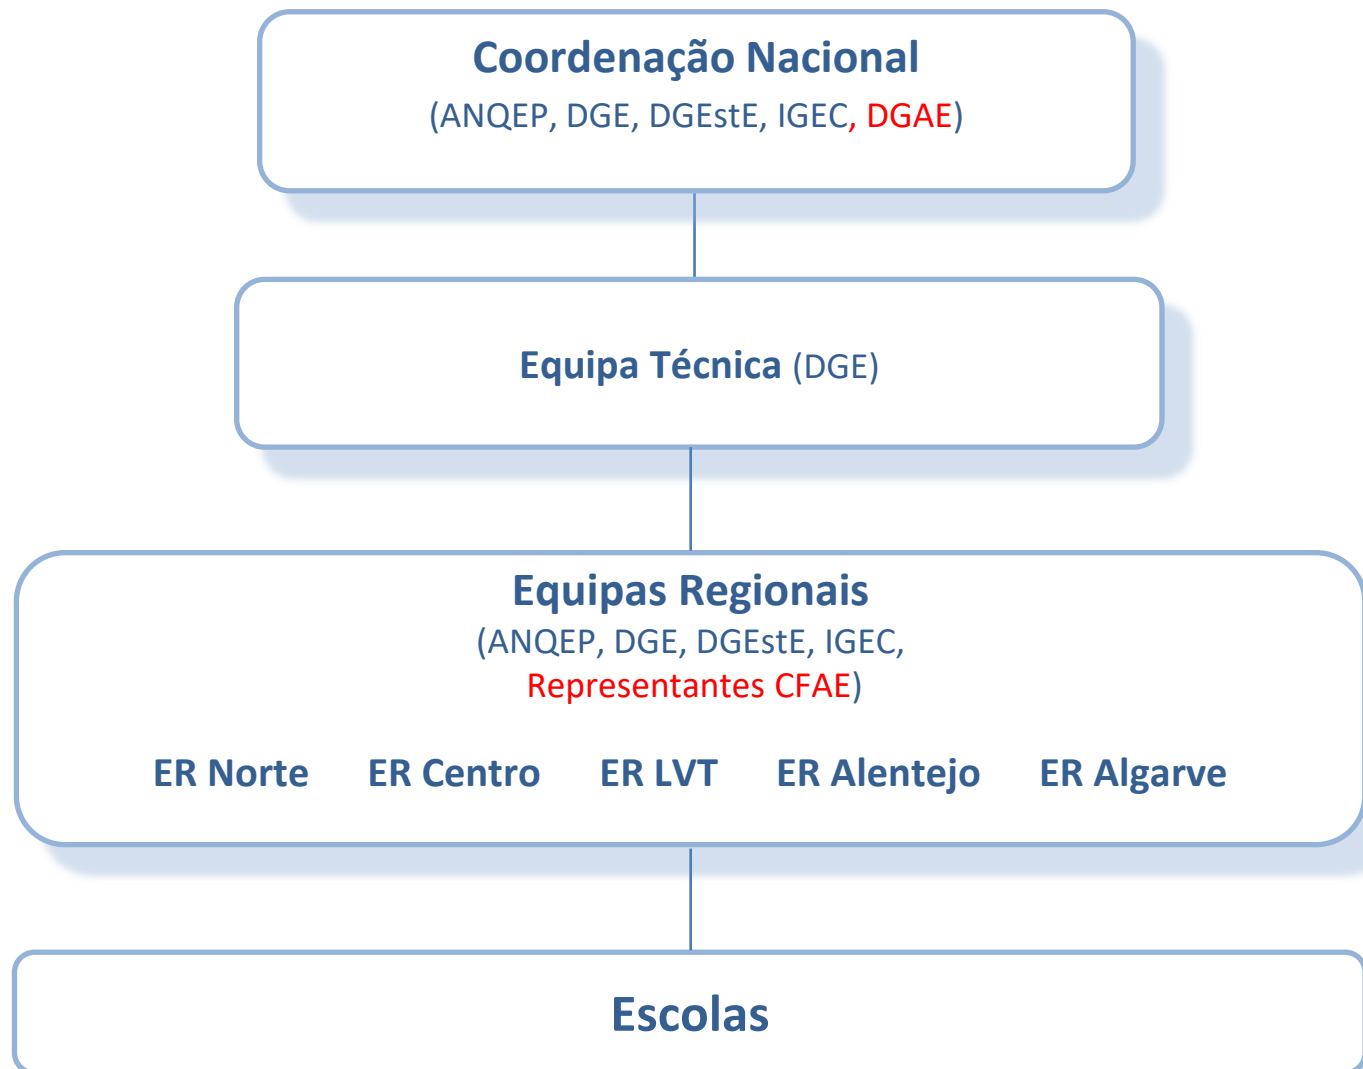 Coordenação Nacional
(ANQEP, DGE, DGEstE, IGEC, DGAE)
Equipa Técnica (DGE)
Equipas Regionais
(ANQEP, DGE, DGEstE, IGEC,
Representantes CFAE)
ER Norte ER Centro ER LVT ER Alentejo ER Algarve
Escolas